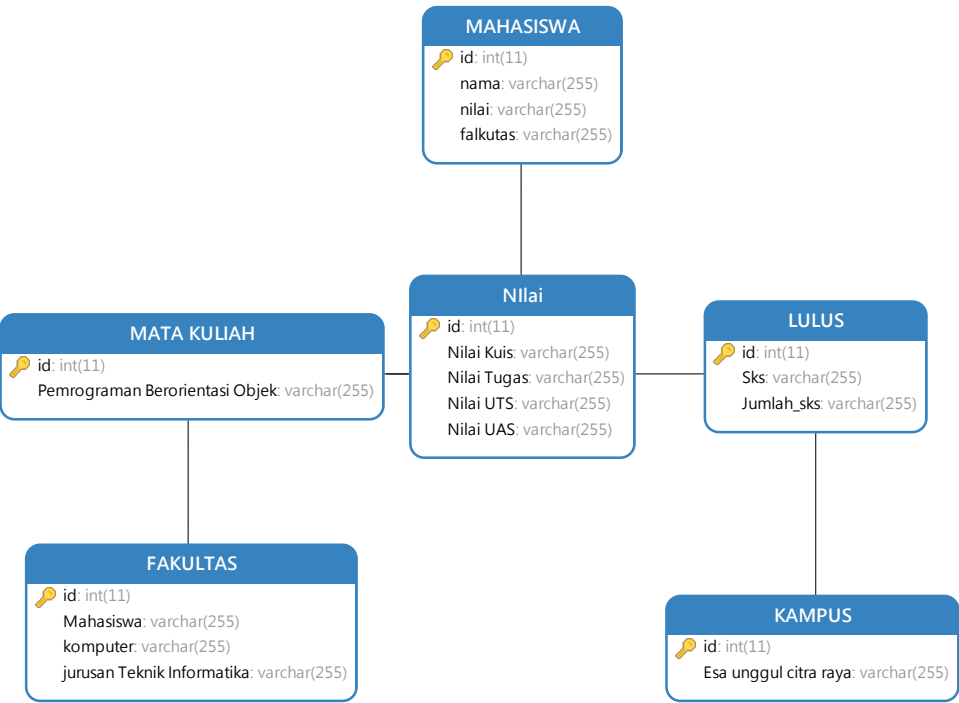 MAHASISWA
id: int(11)
nama: varchar(255)
nilai: varchar(255)
falkutas: varchar(255)
NIlai
id: int(11)
Nilai Kuis: varchar(255)
Nilai Tugas: varchar(255)
Nilai UTS: varchar(255)
Nilai UAS: varchar(255)
MATA KULIAH
id: int(11)
Pemrograman Berorientasi Objek: varchar(255)
LULUS
id: int(11)
Sks: varchar(255)
Jumlah_sks: varchar(255)
FAKULTAS
id: int(11)
Mahasiswa: varchar(255)
komputer: varchar(255)
jurusan Teknik Informatika: varchar(255)
KAMPUS
id: int(11)
Esa unggul citra raya: varchar(255)